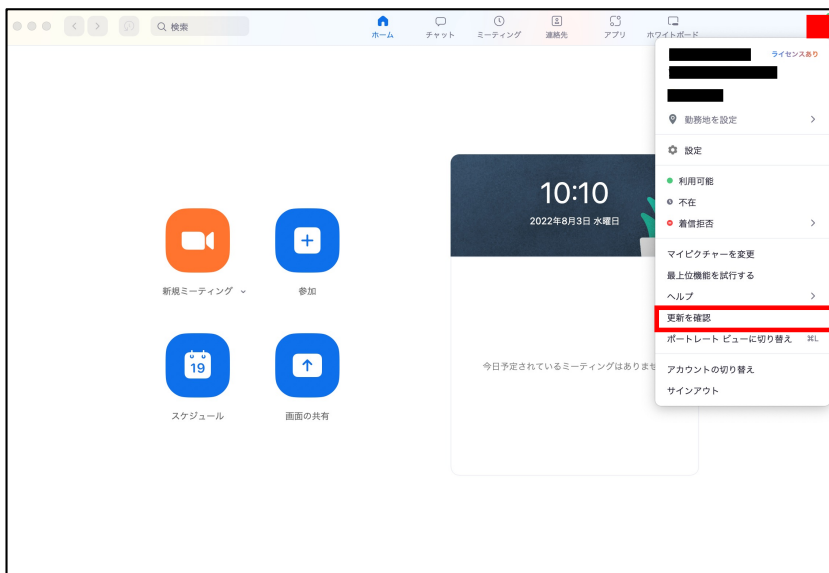 検索
ホーム
チャット
ミーティング
連絡先
アプリ
ホワイトボード
ライセンスあり
勤務地を設定
設定
利用可能
不在
着信拒否
マイピクチャーを変更
最上位機能を試行する
ヘルプ
更新を確認
ポートレート ビューに切り替え ⌘L
アカウントの切り替え
サインアウト
10:10
2022年8月3日 水曜日
今日予定されているミーティングはありませ
新規ミーティング
参加
19
スケジュール
画面の共有